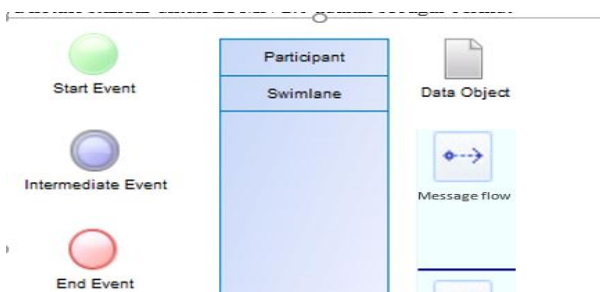 Start Event
Intermediate Event
End Event
Participant
Swimlane
Data Object
Message flow